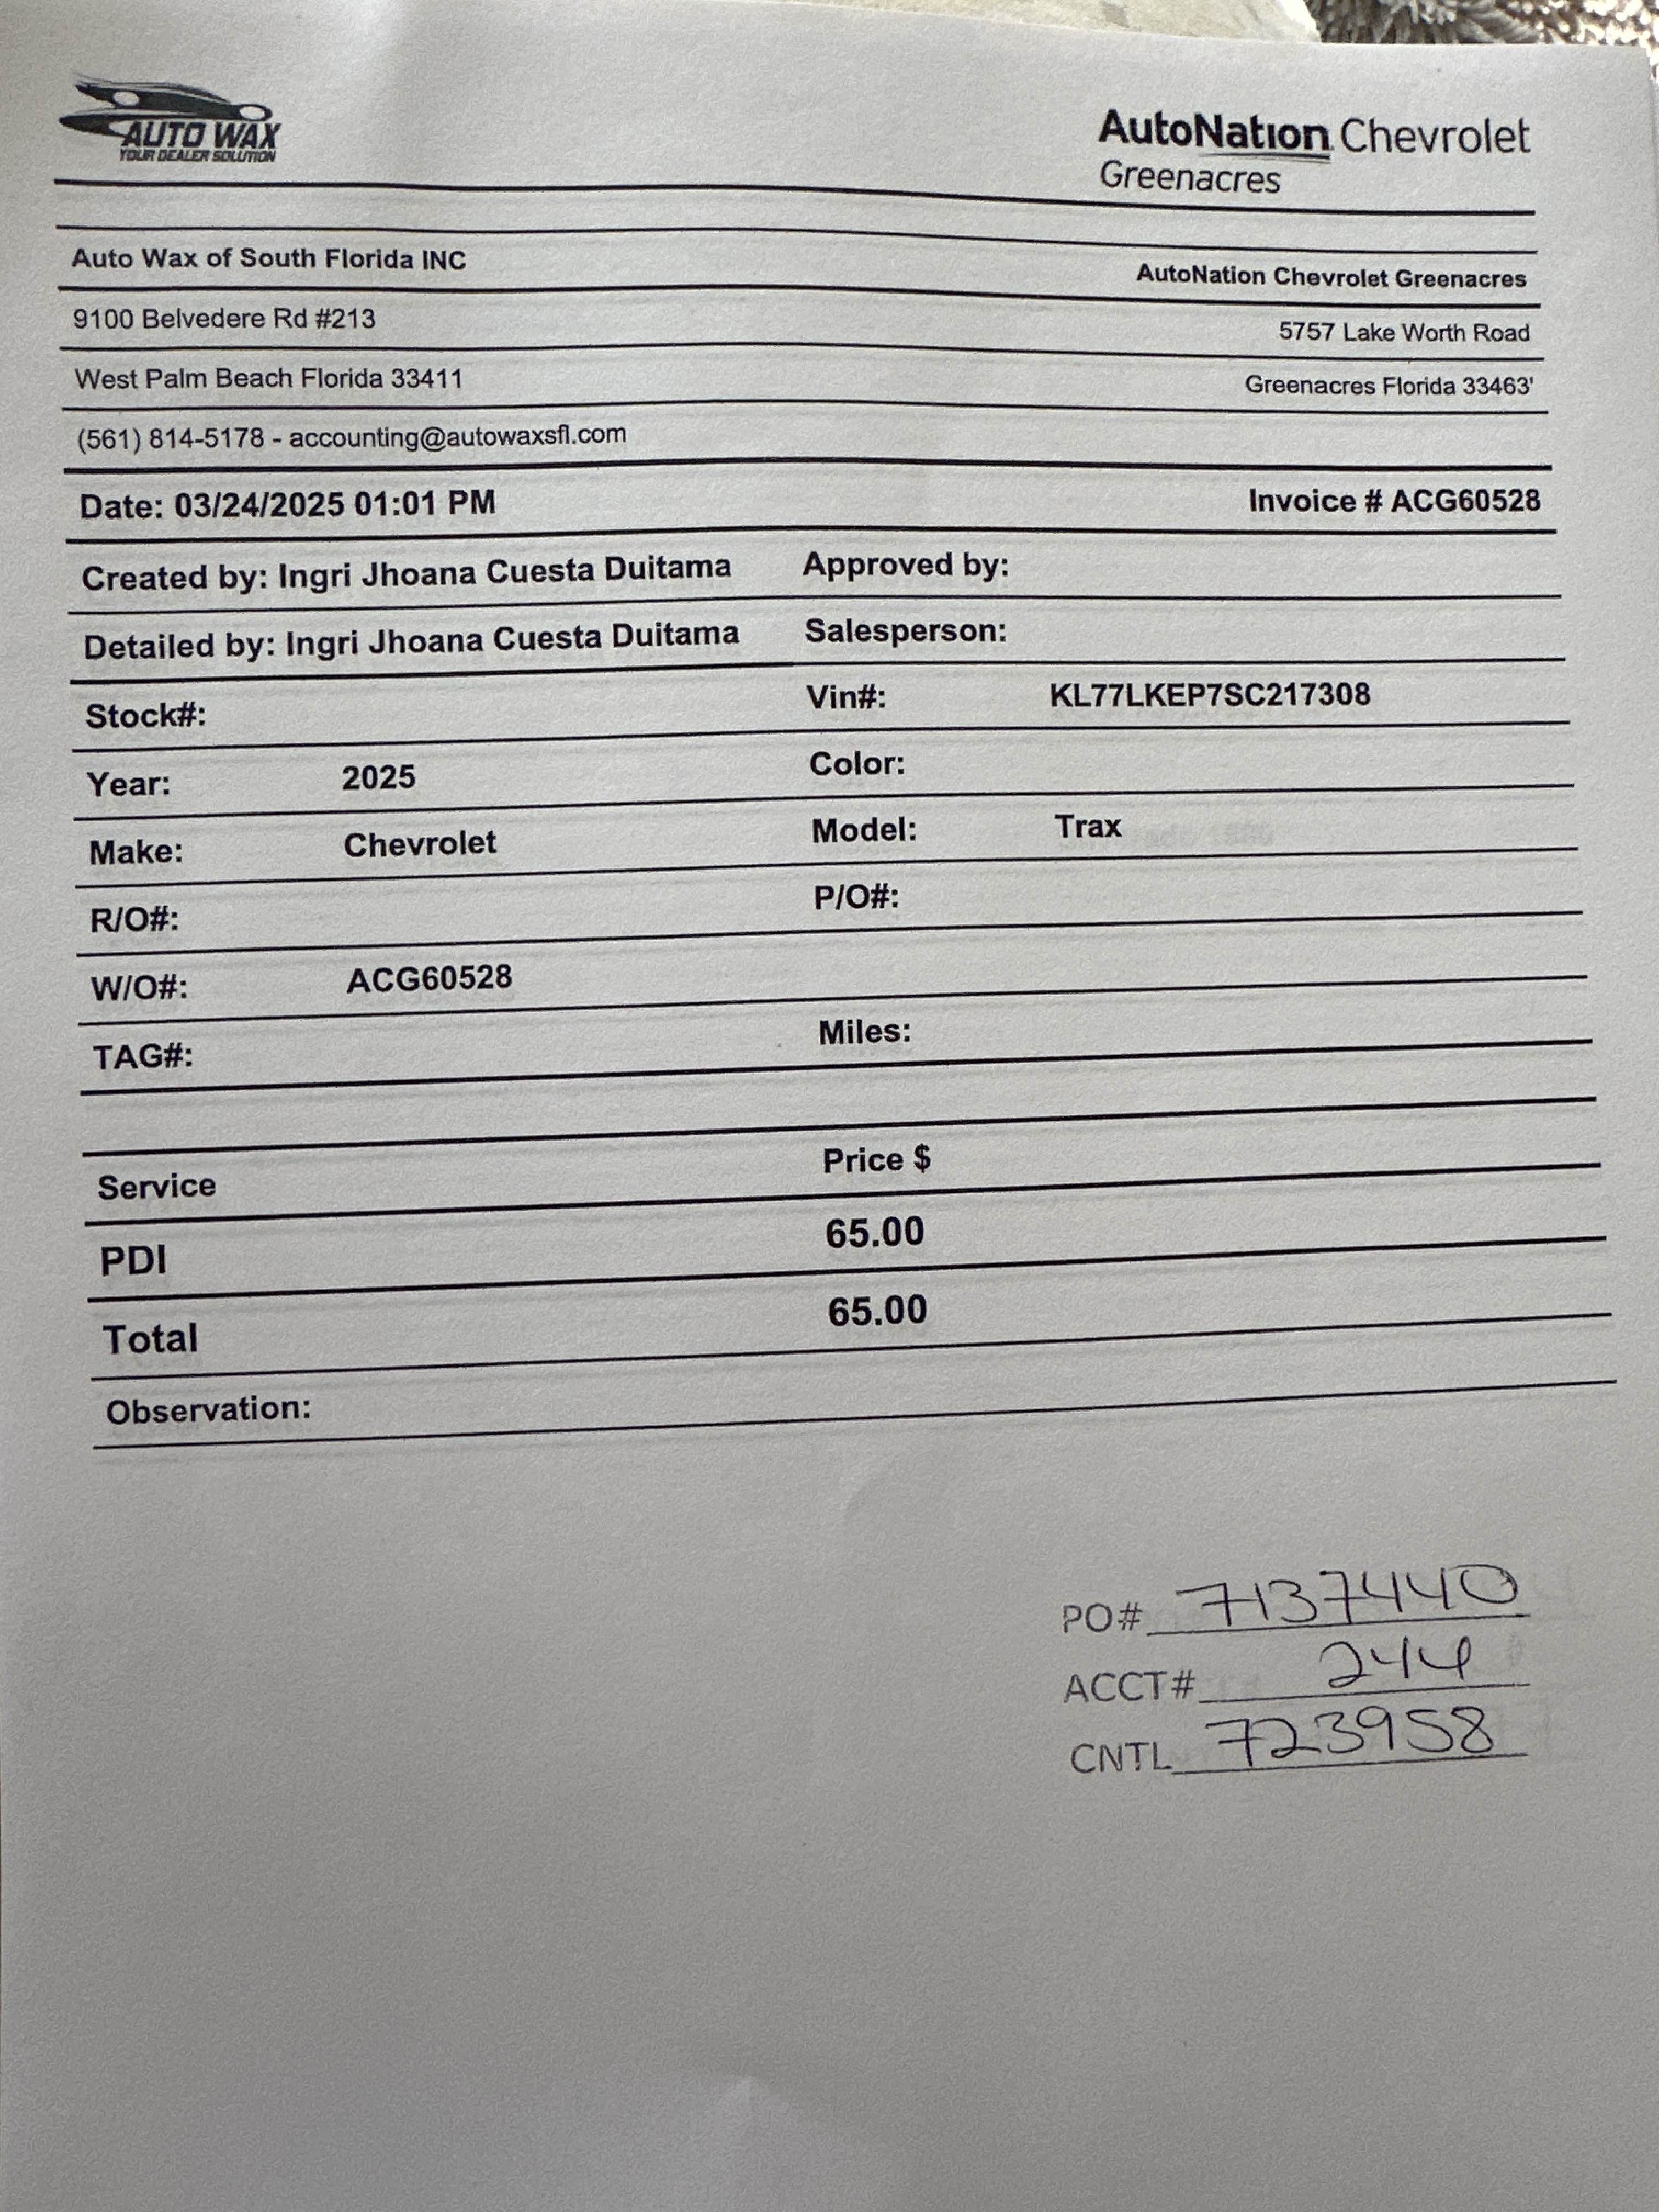 AUTO WAX
YOUR DEALER SOLUTION
AutoNation Chevrolet
Greenacres
Auto Wax of South Florida INC
AutoNation Chevrolet Greenacres
9100 Belvedere Rd #213
5757 Lake Worth Road
West Palm Beach Florida 33411
Greenacres Florida 33463'
(561) 814-5178 - accounting@autowaxsfl.com
Date: 03/24/2025 01:01 PM
Invoice # ACG60528
Created by: Ingri Jhoana Cuesta Duitama Approved by:
Detailed by: Ingri Jhoana Cuesta Duitama Salesperson:
Stock#: Vin#: KL77LKEP7SC217308
Year: 2025 Color:
Make: Chevrolet Model: Trax
R/O#: P/O#:
W/O#: ACG60528
TAG#: Miles:
Service Price $
PDI 65.00
Total 65.00
Observation:
PO# 7137440
ACCT# 244
CNTL 723958